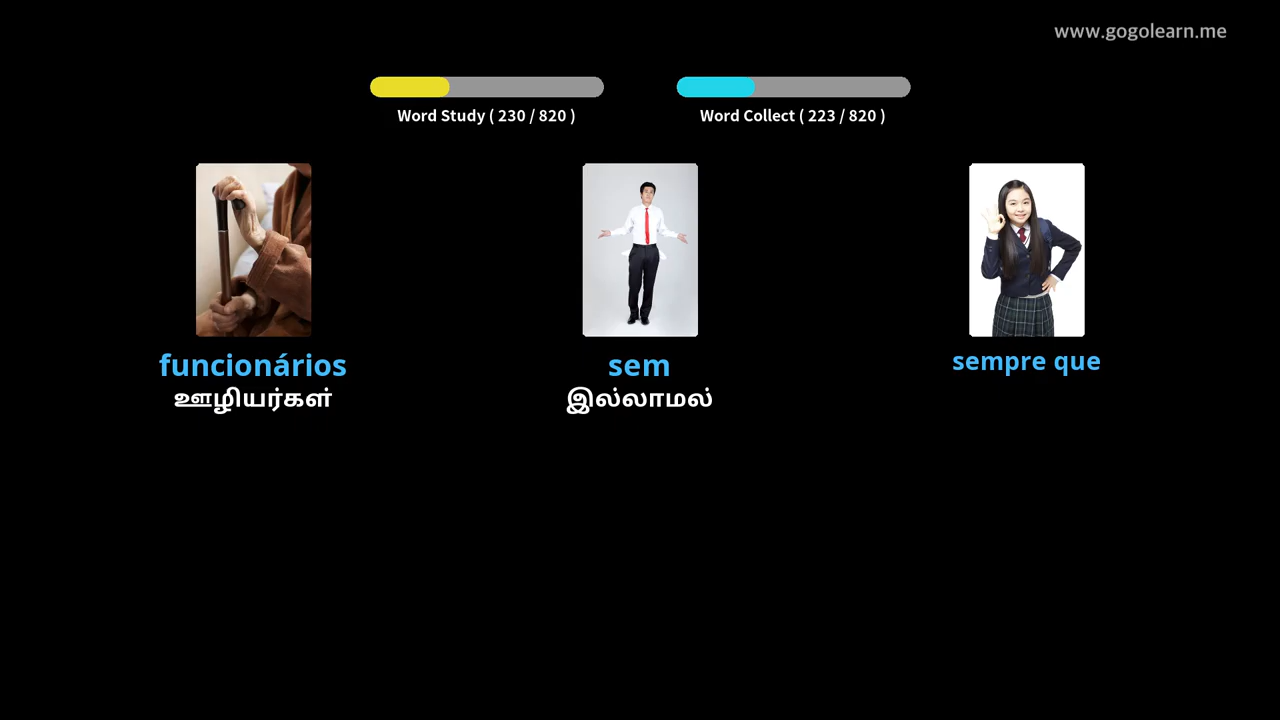 www.gogolearn.me
Word Study ( 230 / 820 )
Word Collect ( 223 / 820 )
funcionários
ஊழியர்கள்
sem
இல்லாமல்
sempre que